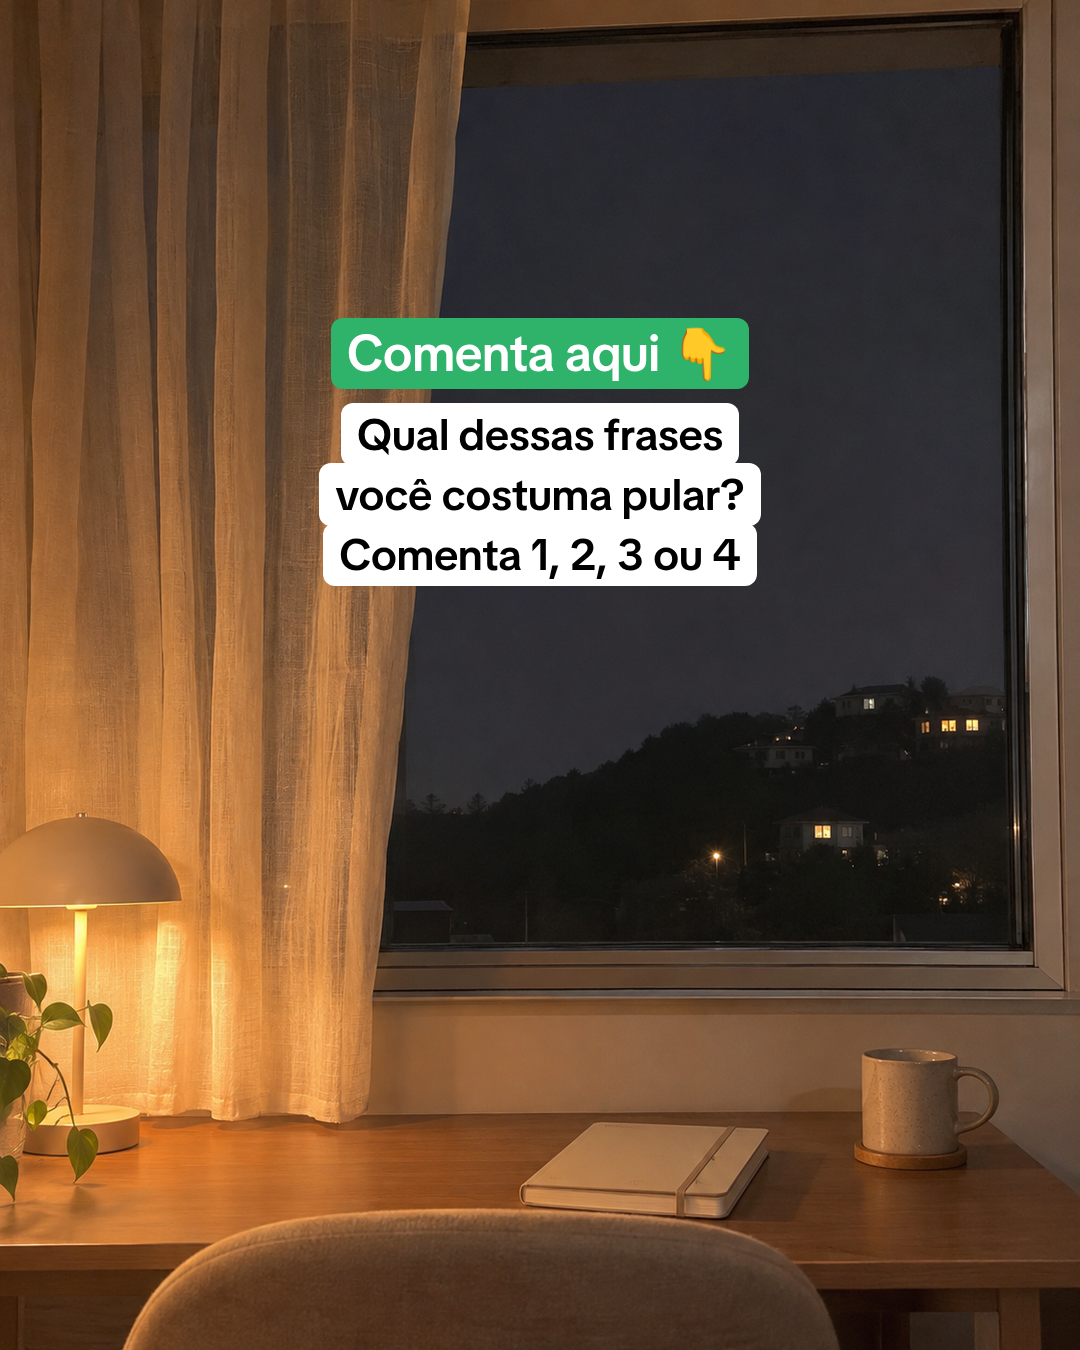 Comenta aqui 👇
Qual dessas frases
você costuma pular?
Comenta 1, 2, 3 ou 4